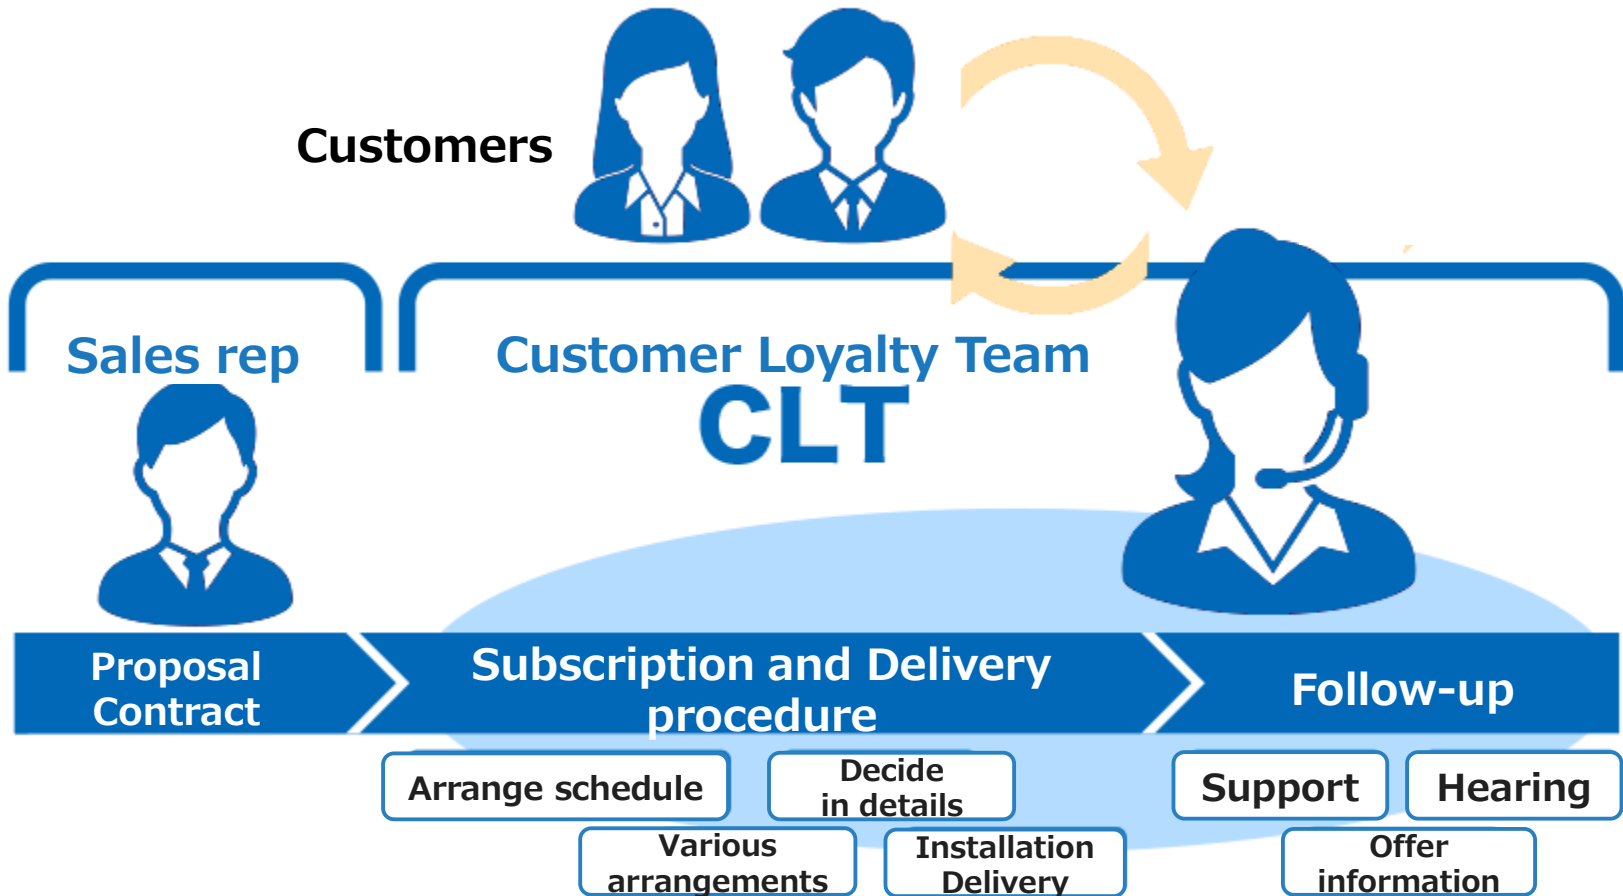 Customers
Sales rep
Customer Loyalty Team
CLT
Proposal
Contract
Subscription and Delivery
procedure
Follow-up
Arrange schedule
Decide
in details
Support
Hearing
Various
arrangements
Installation
Delivery
Offer
information